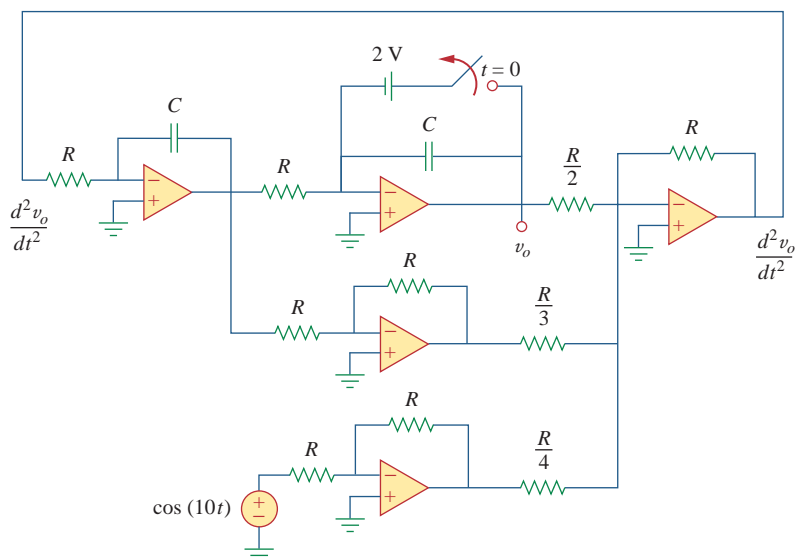 2 V
t = 0
C
C
R
R
R
R
2
d²vₒ
dt²
vₒ
d²vₒ
dt²
R
R
R
3
R
R
R
4
cos (10t)